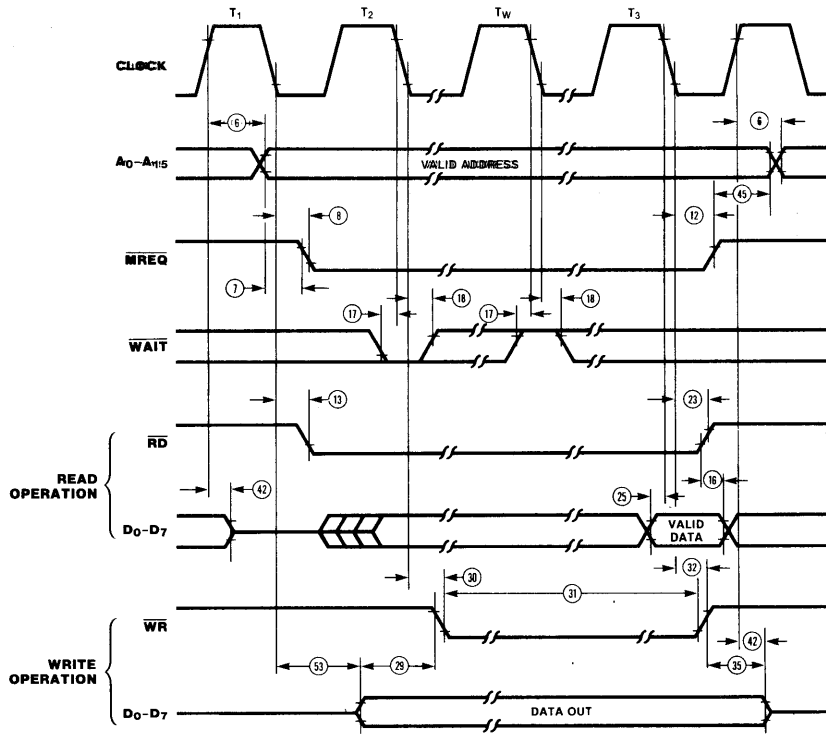 T1 T2 TW T3
CLOCK
6 6
A0-A15 VALID ADDRESS
45
8 12
MREQ
7
18 18
17 17
WAIT
13 23
RD
READ OPERATION
42 25 16
D0-D7 VALID DATA
32
30 31
WR
42
WRITE OPERATION
53 29 35
D0-D7 DATA OUT